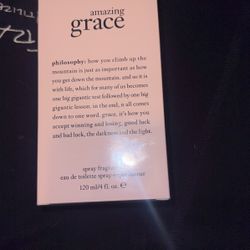 amazing
grace
philosophy: how you climb up the
mountain is just as important as how
you get down the mountain. and so it is
with life, which for many of us becomes
one big gigantic test followed by one big
gigantic lesson. in the end, it all comes
down to one word. grace. it's how you
accept winning and losing, good luck
and bad luck, the darkness and the light.
spray
eau de toilette spray
120 ml/4 fl. oz. ℮